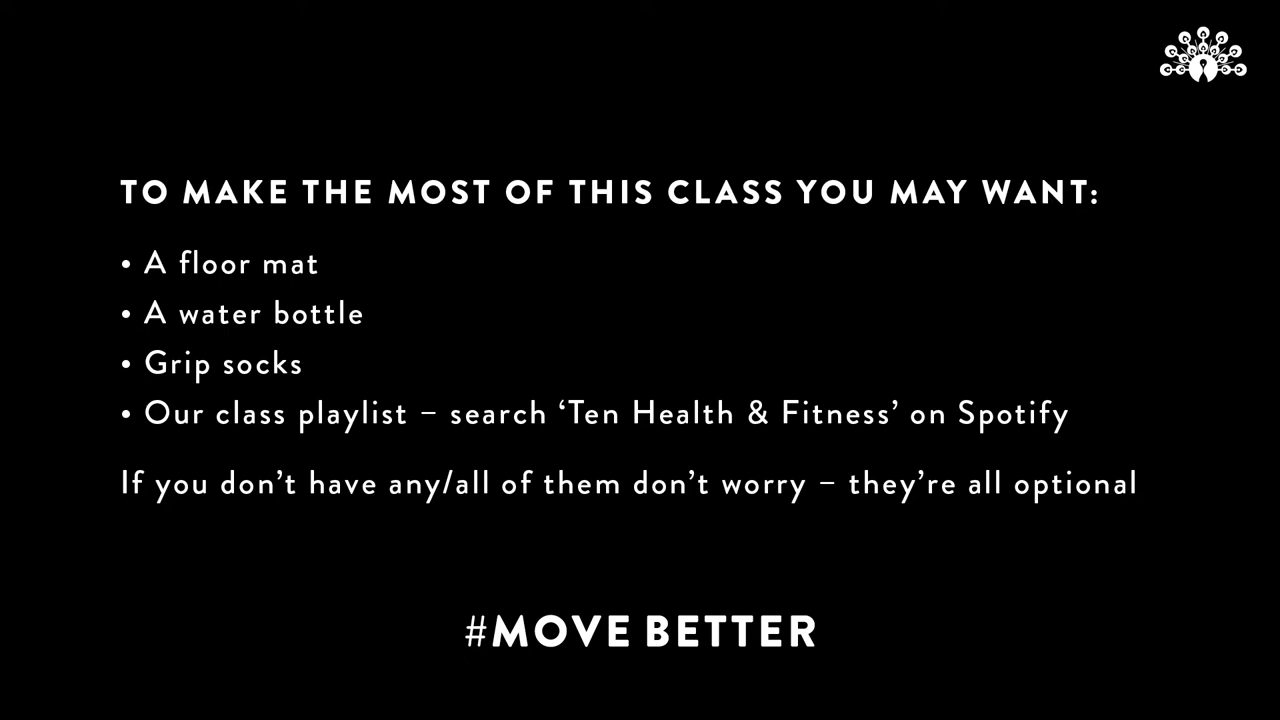 TO MAKE THE MOST OF THIS CLASS YOU MAY WANT:
• A floor mat
• A water bottle
• Grip socks
• Our class playlist – search ‘Ten Health & Fitness’ on Spotify
If you don’t have any/all of them don’t worry – they’re all optional
#MOVE BETTER